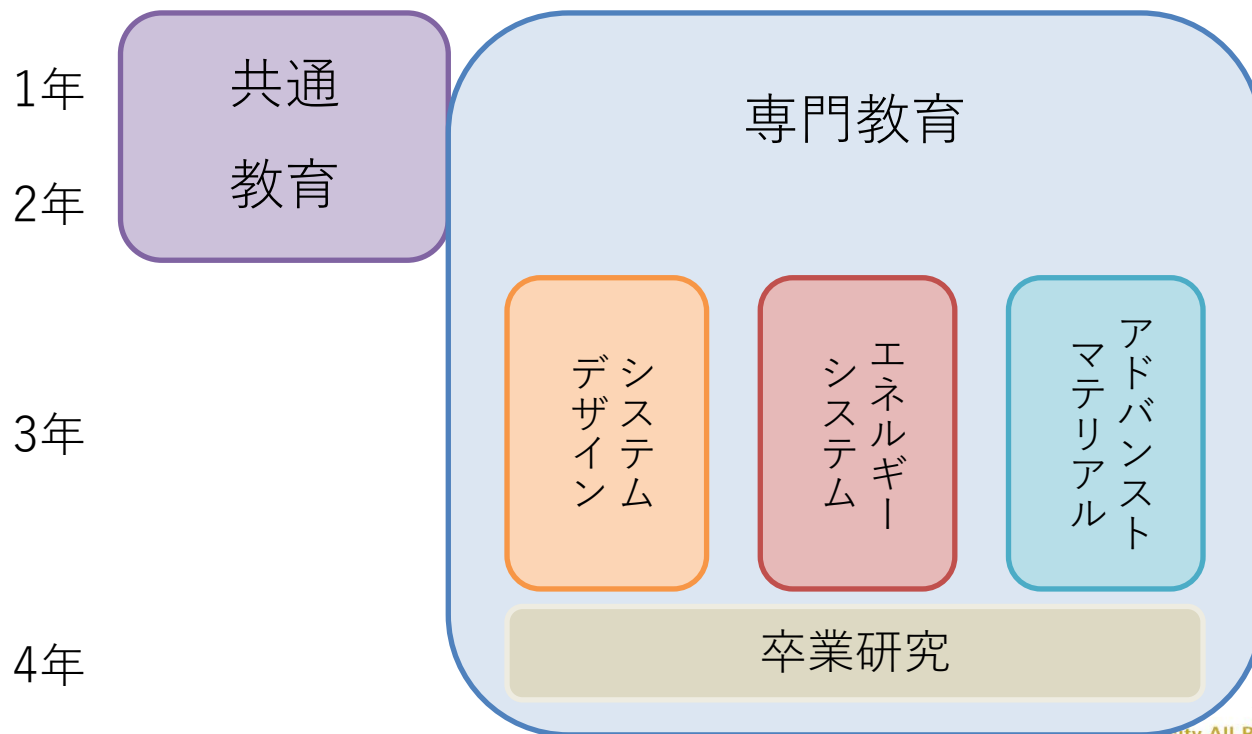 1年
2年
3年
4年
共通
教育
専門教育
システム
デザイン
エネルギー
システム
アドバンスト
マテリアル
卒業研究
All